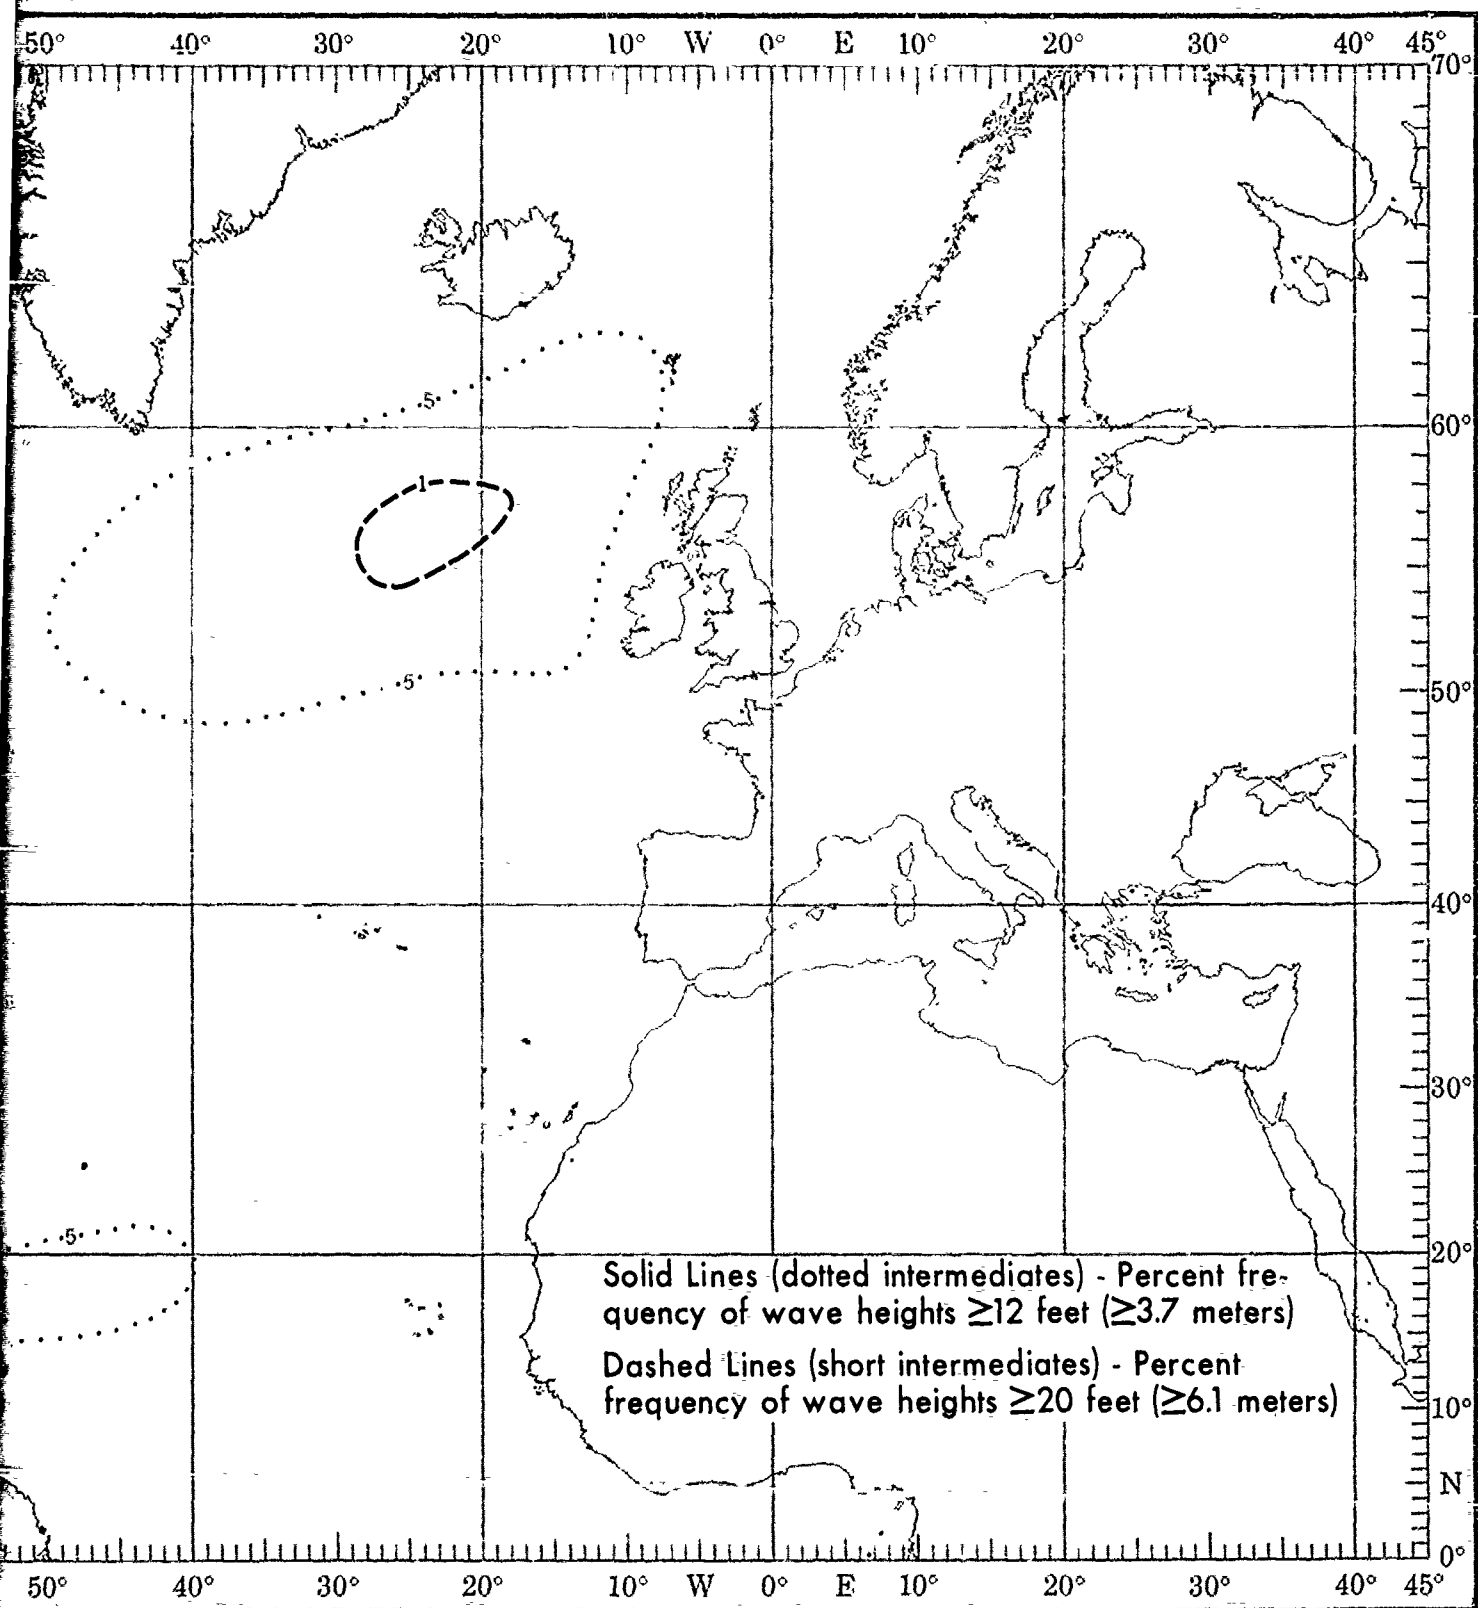 50° 40° 30° 20° 10° W 0° E 10° 20° 30° 40° 45°
70°
5
60°
1
5
50°
40°
30°
5
20°
Solid Lines (dotted intermediates) - Percent fre-
quency of wave heights ≥12 feet (≥3.7 meters)
Dashed Lines (short intermediates) - Percent
frequency of wave heights ≥20 feet (≥6.1 meters)
10°
N
0°
50° 40° 30° 20° 10° W 0° E 10° 20° 30° 40° 45°